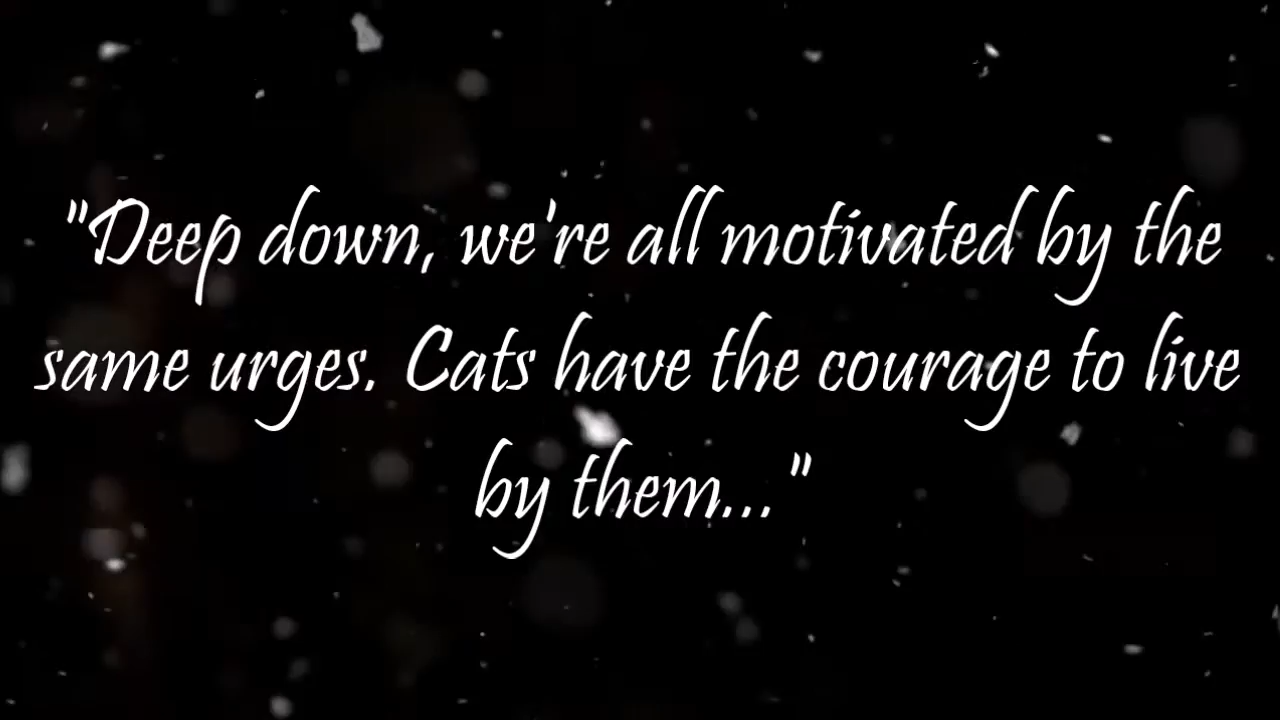 "Deep down, we're all motivated by the
same urges. Cats have the courage to live
by them..."